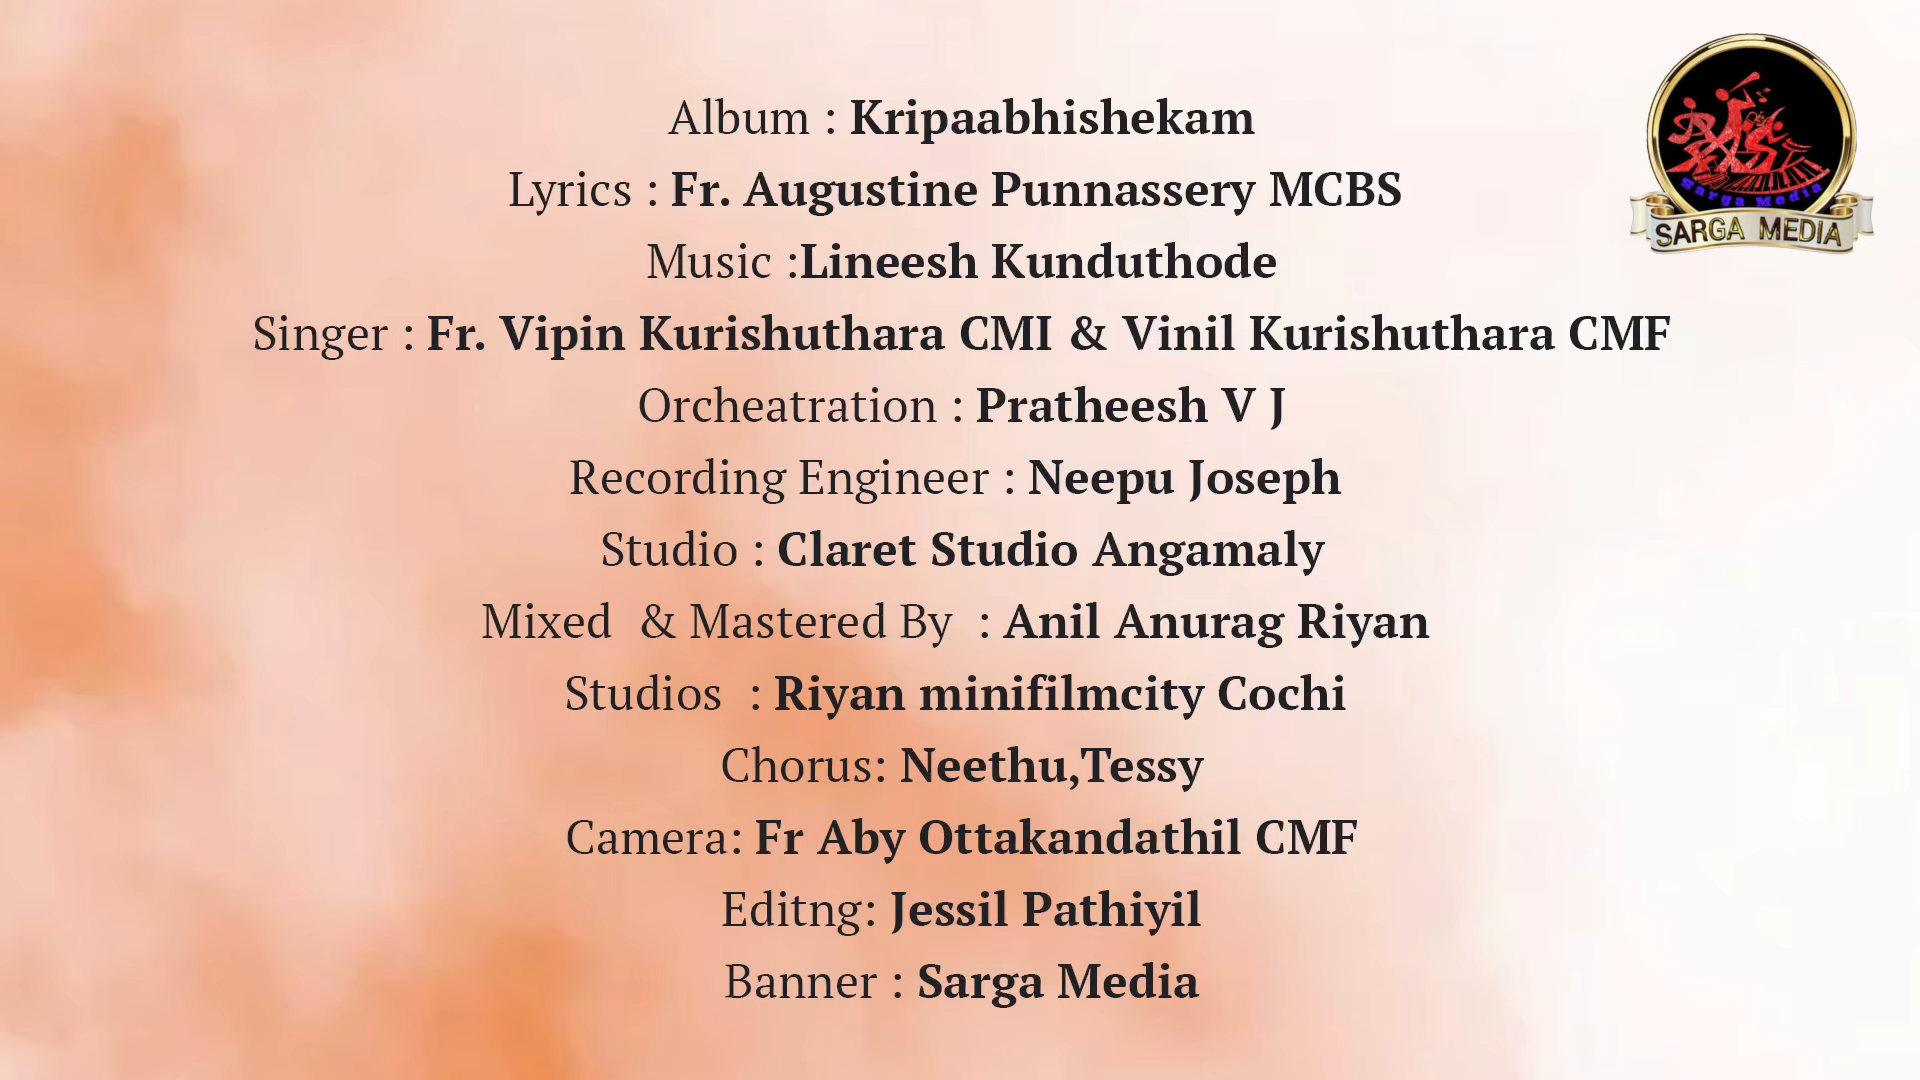 Album : Kripaabhishekam
Lyrics : Fr. Augustine Punnassery MCBS
Music :Lineesh Kunduthode
Singer : Fr. Vipin Kurishuthara CMI & Vinil Kurishuthara CMF
Orcheatration : Pratheesh V J
Recording Engineer : Neepu Joseph
Studio : Claret Studio Angamaly
Mixed  & Mastered By  : Anil Anurag Riyan
Studios  : Riyan minifilmcity Cochi
Chorus: Neethu,Tessy
Camera: Fr Aby Ottakandathil CMF
Editng: Jessil Pathiyil
Banner : Sarga Media
Sarga Media
SARGA MEDIA